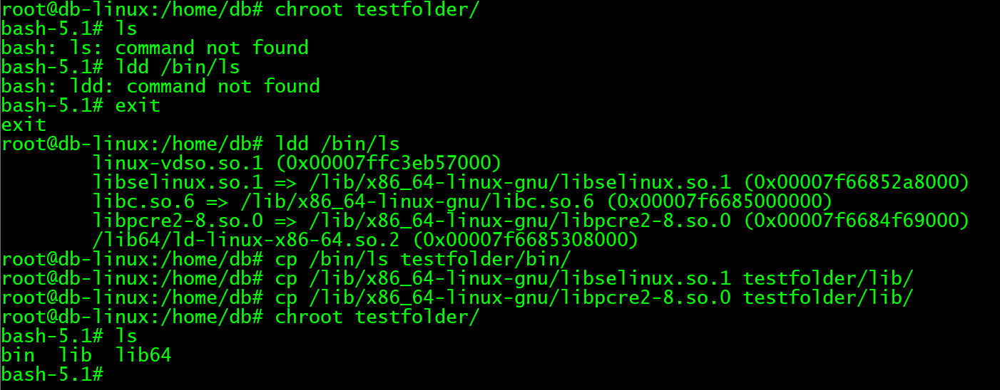 root@db-linux:/home/db# chroot testfolder/
bash-5.1# ls
bash: ls: command not found
bash-5.1# ldd /bin/ls
bash: ldd: command not found
bash-5.1# exit
exit
root@db-linux:/home/db# ldd /bin/ls
        linux-vdso.so.1 (0x00007ffc3eb57000)
        libselinux.so.1 => /lib/x86_64-linux-gnu/libselinux.so.1 (0x00007f66852a8000)
        libc.so.6 => /lib/x86_64-linux-gnu/libc.so.6 (0x00007f6685000000)
        libpcre2-8.so.0 => /lib/x86_64-linux-gnu/libpcre2-8.so.0 (0x00007f6684f69000)
        /lib64/ld-linux-x86-64.so.2 (0x00007f6685308000)
root@db-linux:/home/db# cp /bin/ls testfolder/bin/
root@db-linux:/home/db# cp /lib/x86_64-linux-gnu/libselinux.so.1 testfolder/lib/
root@db-linux:/home/db# cp /lib/x86_64-linux-gnu/libpcre2-8.so.0 testfolder/lib/
root@db-linux:/home/db# chroot testfolder/
bash-5.1# ls
bin  lib  lib64
bash-5.1#